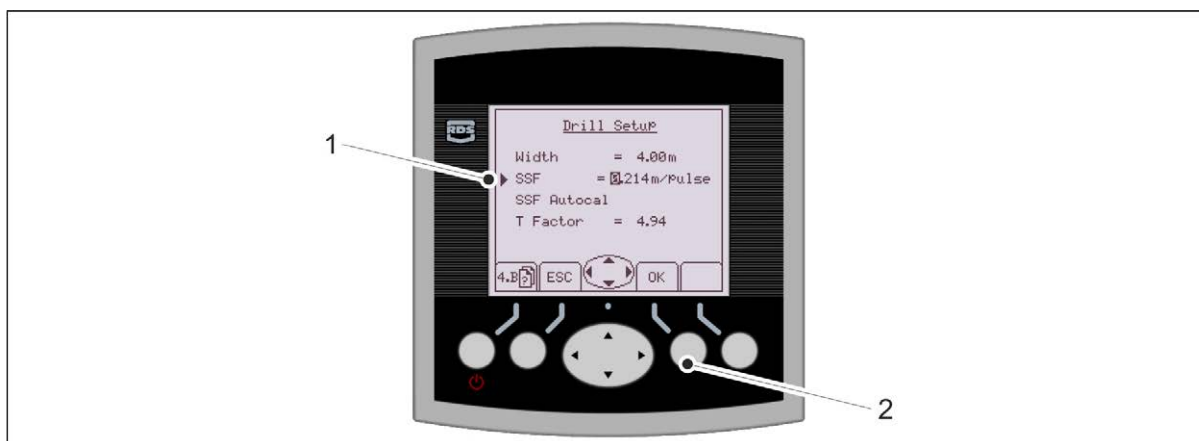 RDS
Drill Setup
Width = 4.00m
1
SSF = .214m/pulse
SSF Autocal
T Factor = 4.94
4.B ? ESC OK
2